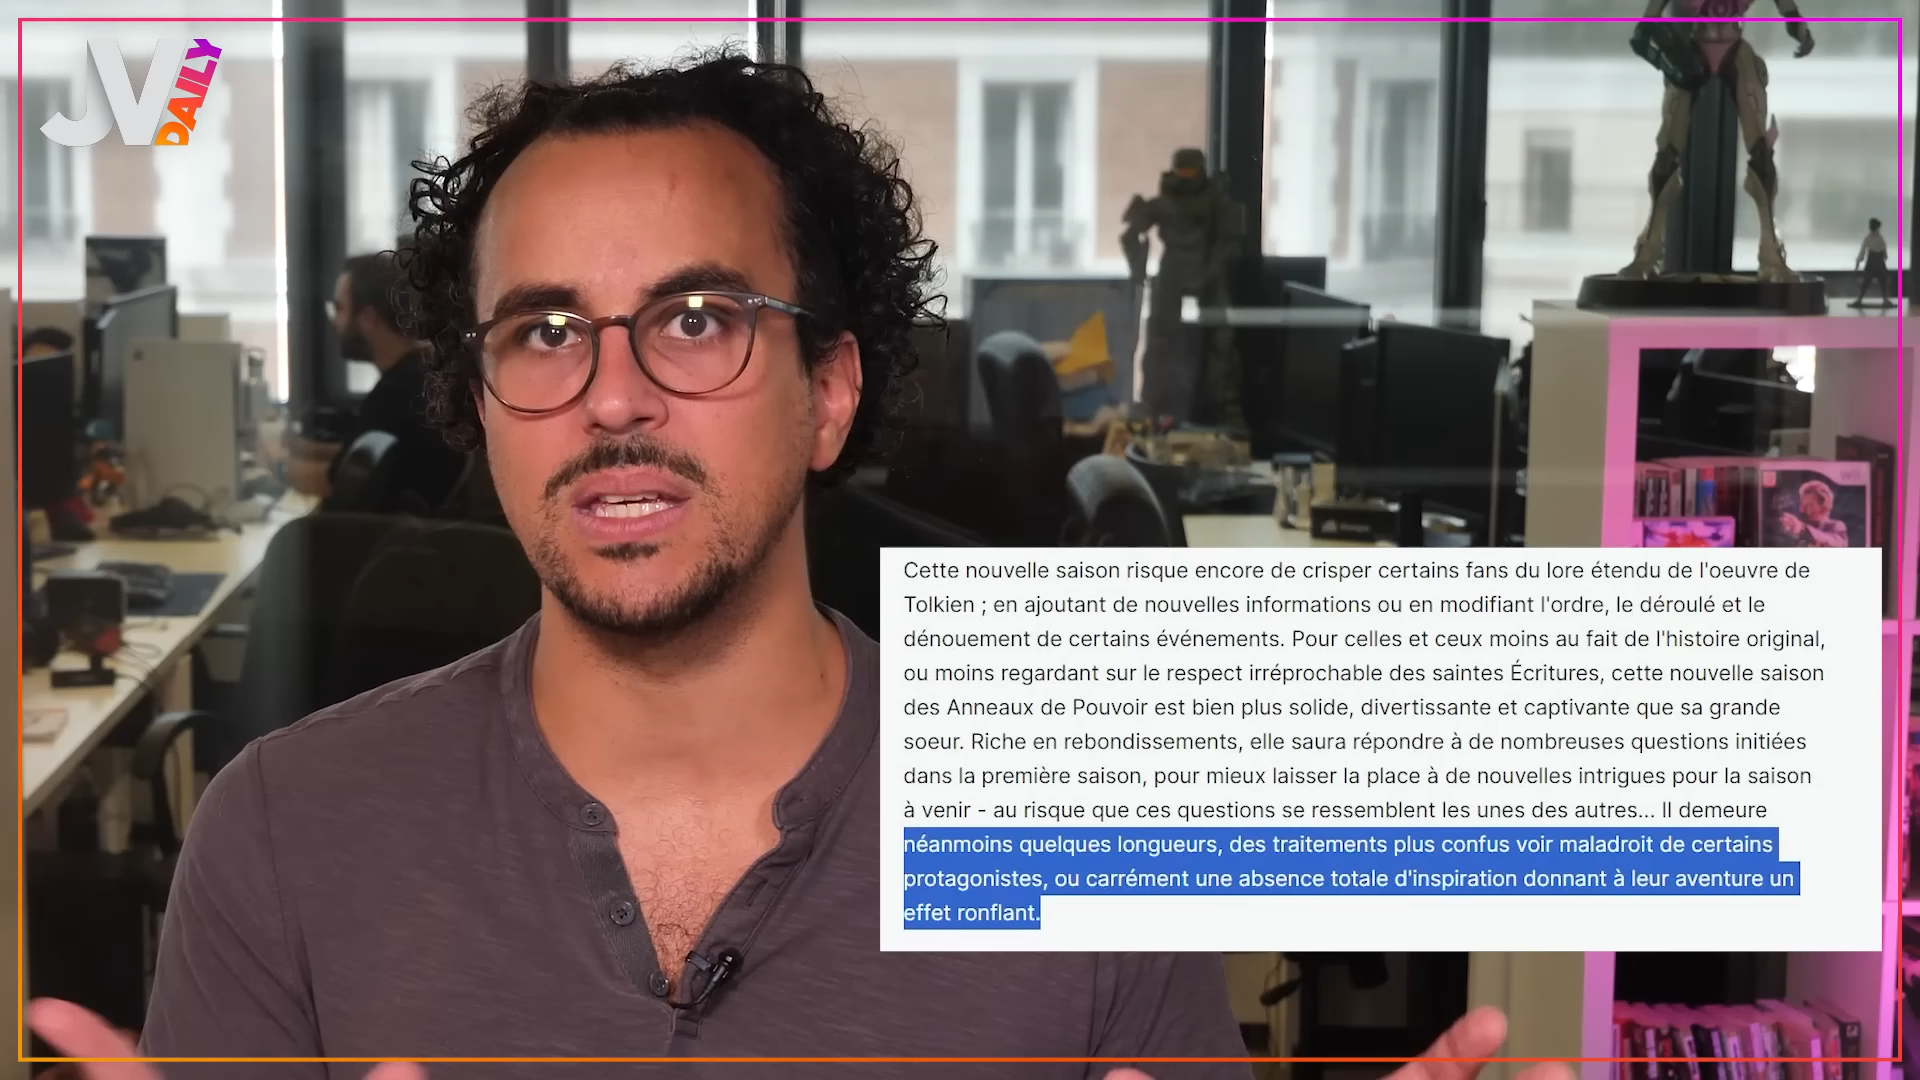 JV
DAILY
Cette nouvelle saison risque encore de crisper certains fans du lore étendu de l'oeuvre de
Tolkien ; en ajoutant de nouvelles informations ou en modifiant l'ordre, le déroulé et le
dénouement de certains événements. Pour celles et ceux moins au fait de l'histoire original,
ou moins regardant sur le respect irréprochable des saintes Écritures, cette nouvelle saison
des Anneaux de Pouvoir est bien plus solide, divertissante et captivante que sa grande
soeur. Riche en rebondissements, elle saura répondre à de nombreuses questions initiées
dans la première saison, pour mieux laisser la place à de nouvelles intrigues pour la saison
à venir - au risque que ces questions se ressemblent les unes des autres... Il demeure
néanmoins quelques longueurs, des traitements plus confus voir maladroit de certains
protagonistes, ou carrément une absence totale d'inspiration donnant à leur aventure un
effet ronflant.